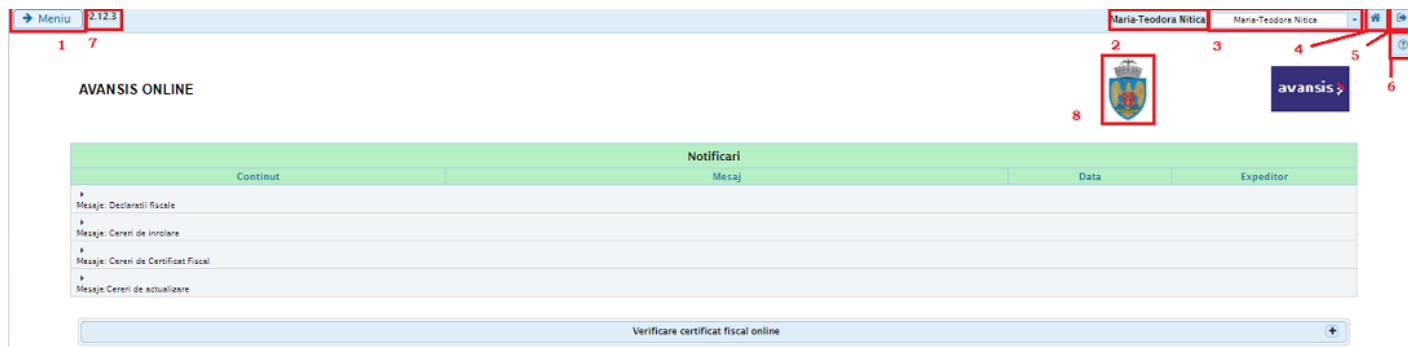 Meniu v2.12.3 Maria-Teodora Nitica Maria-Teodora Nitica
1 7 2 3 4 5
6
AVANSIS ONLINE avansis
8
Notificari
Continut Mesaj Data Expeditor
Mesaje: Declaratii fiscale
Mesaje: Cereri de inrolare
Mesaje: Cereri de Certificat Fiscal
Mesaje:Cereri de actualizare
Verificare certificat fiscal online